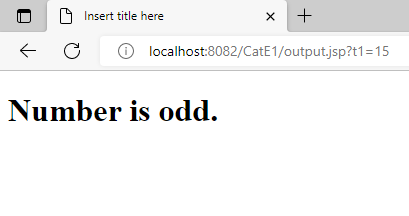 Insert title here
localhost:8082/CatE1/output.jsp?t1=15
Number is odd.